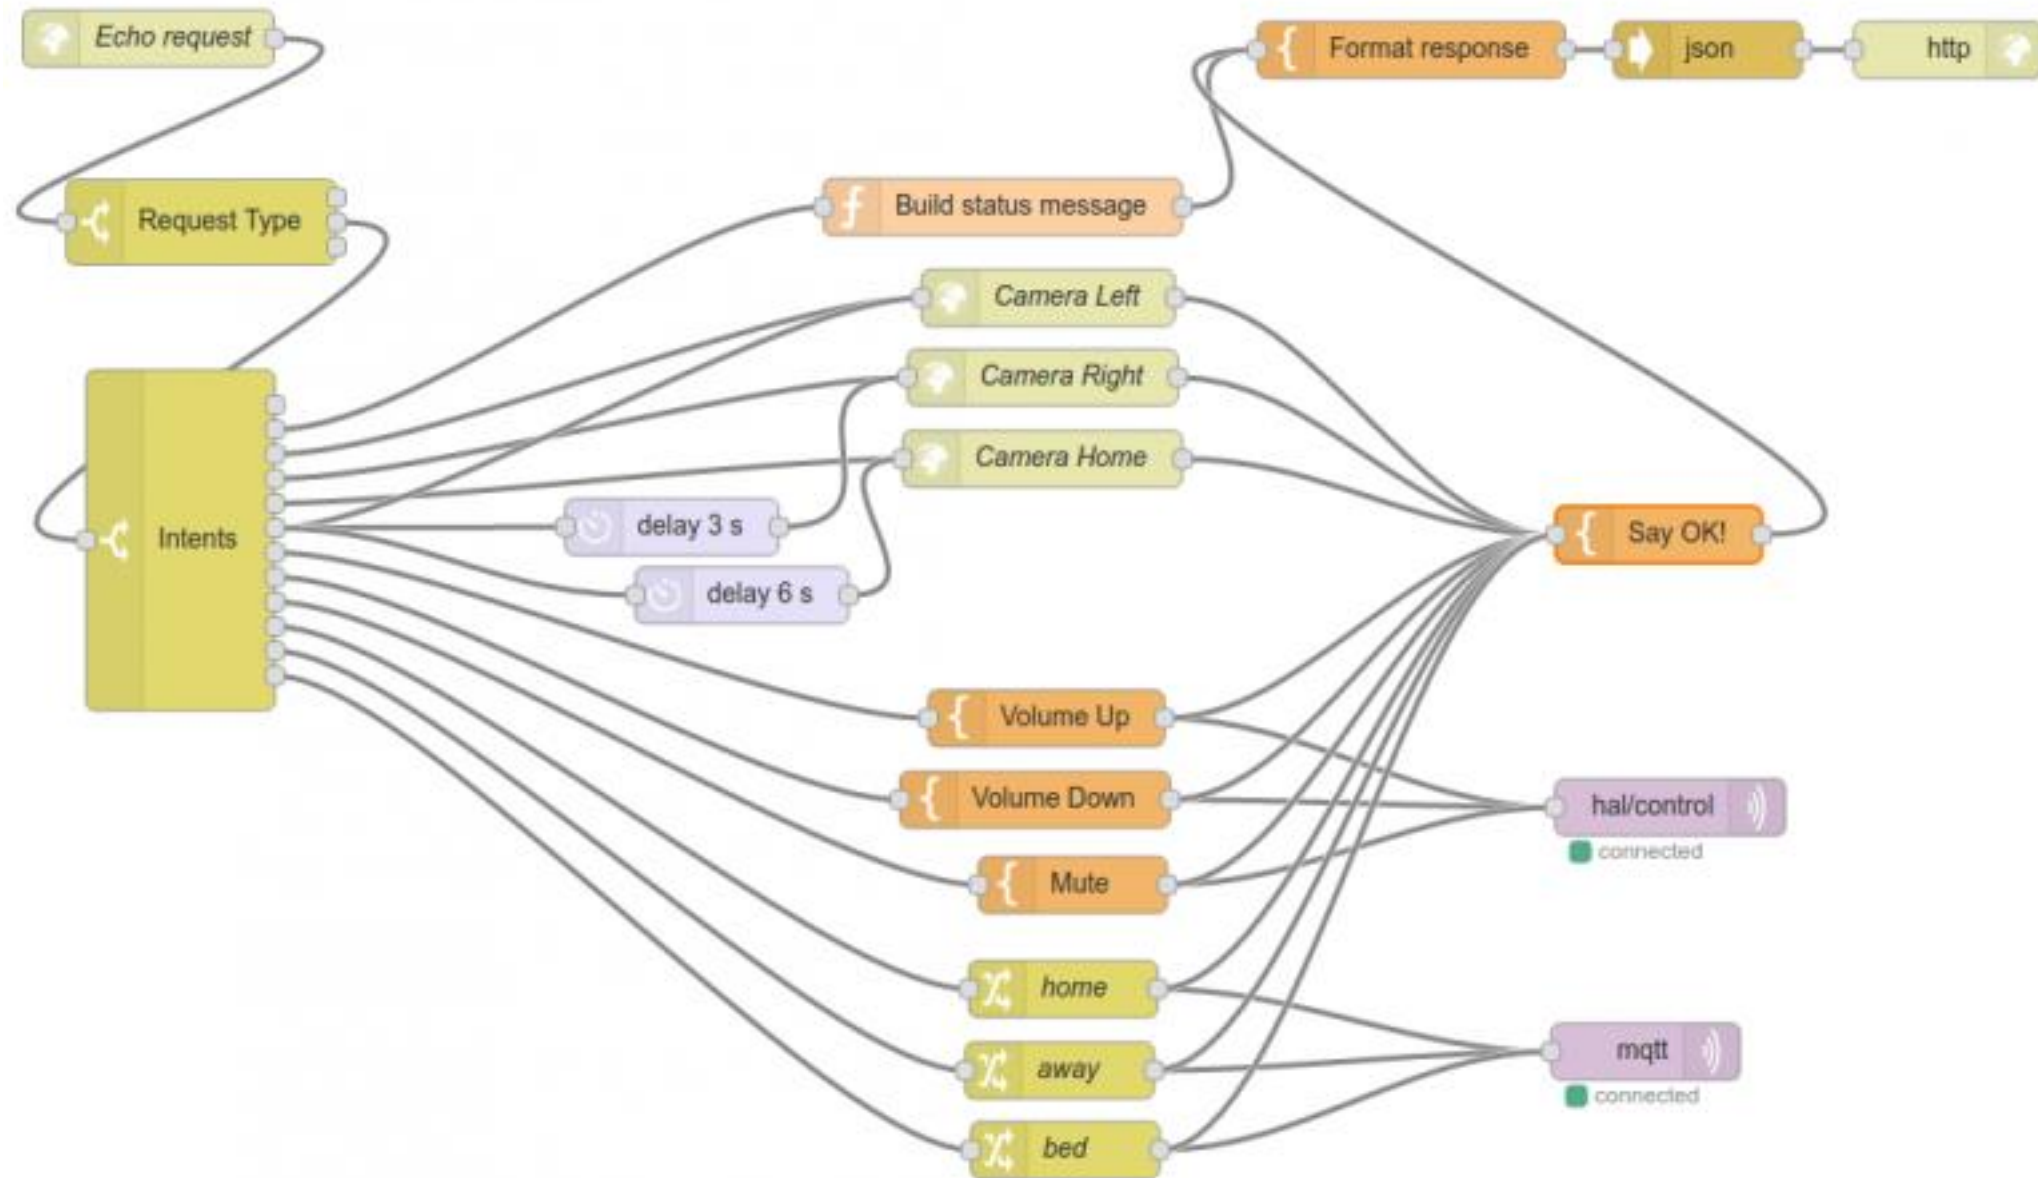 Echo request
Format response
json
http
Request Type
Build status message
Camera Left
Camera Right
Camera Home
Intents
delay 3 s
delay 6 s
Say OK!
Volume Up
Volume Down
Mute
hal/control
connected
home
away
bed
mqtt
connected